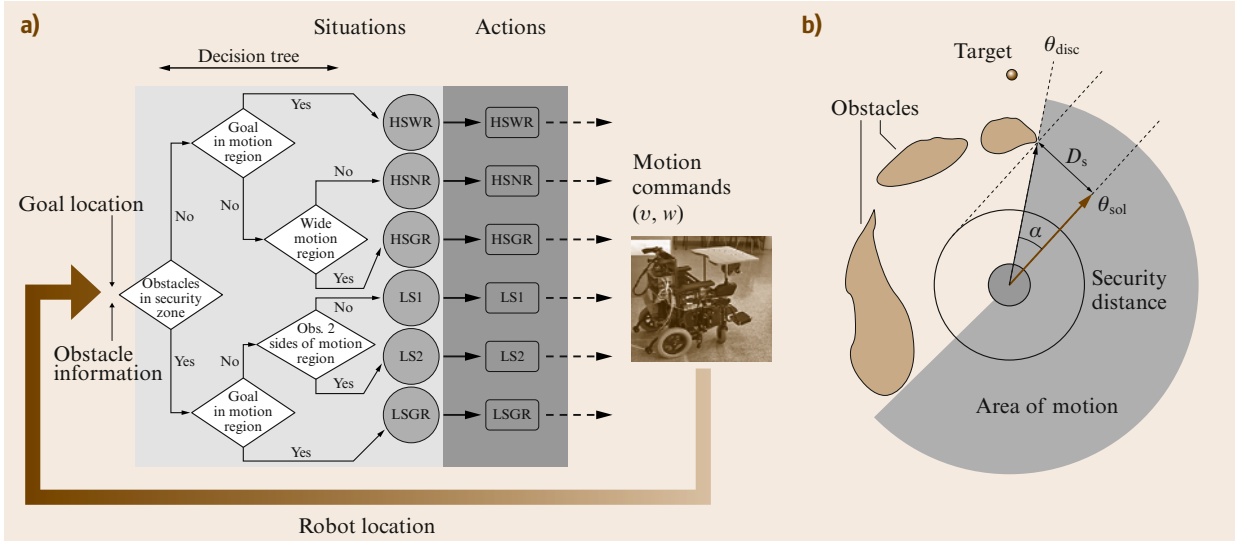 a)
Situations
Actions
Decision tree
Goal location
Obstacle
information
Obstacles
in security
zone
No
Yes
Goal
in motion
region
Yes
No
Wide
motion
region
No
Yes
Obs. 2
sides of motion
region
No
Yes
Goal
in motion
region
No
Yes
HSWR
HSWR
HSNR
HSNR
HSGR
HSGR
LS1
LS1
LS2
LS2
LSGR
LSGR
Motion
commands
(υ, w)
Robot location
b)
Target
θdisc
Obstacles
Ds
θsol
α
Security
distance
Area of motion